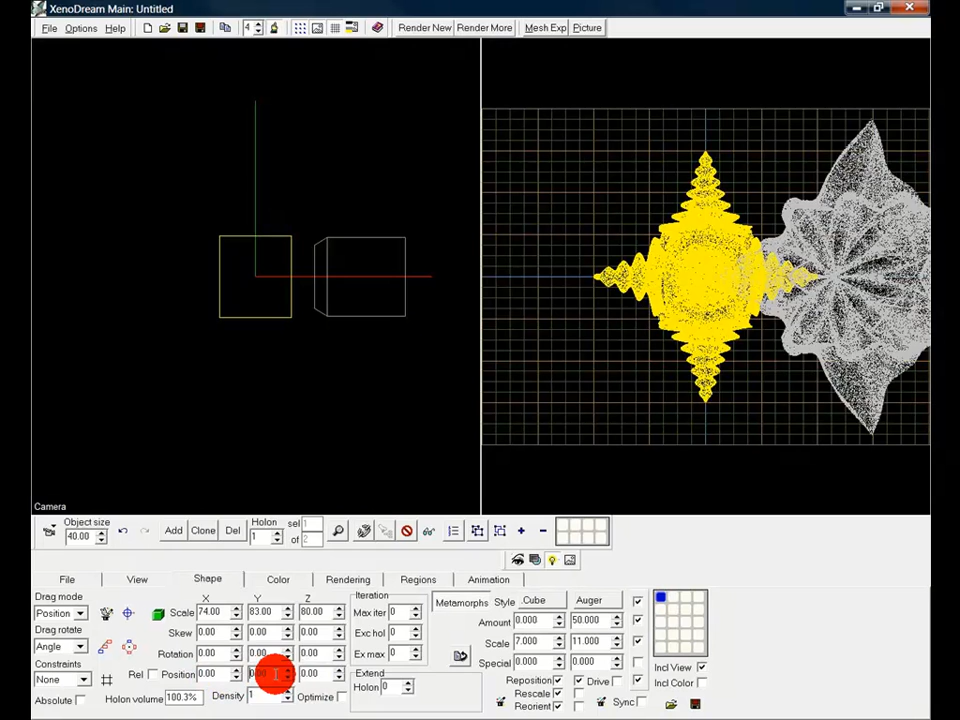 XenoDream Main: Untitled
File Options Help 4 Render New Render More Mesh Exp Picture
Camera
Object size
40.00
Add Clone Del
Holon
1
sel
of
1
2
File View Shape Color Rendering Regions Animation
Drag mode
Position
Drag rotate
Angle
Constraints
None
Absolute
X Y Z
Scale 74.00 83.00 80.00
Skew 0.00 0.00 0.00
Rotation 0.00 0.00 0.00
Rel Position 0.00 0.00 0.00
Holon volume 100.3% Density 1 Optimize
Iteration
Max iter 0
Exc hol 0
Ex max 0
Extend
Holon 0
Metamorphs Style .Cube Auger
Amount 0.000 50.000
Scale 7.000 11.000
Special 0.000 0.000
Reposition Drive
Rescale
Reorient Sync
Incl View
Incl Color